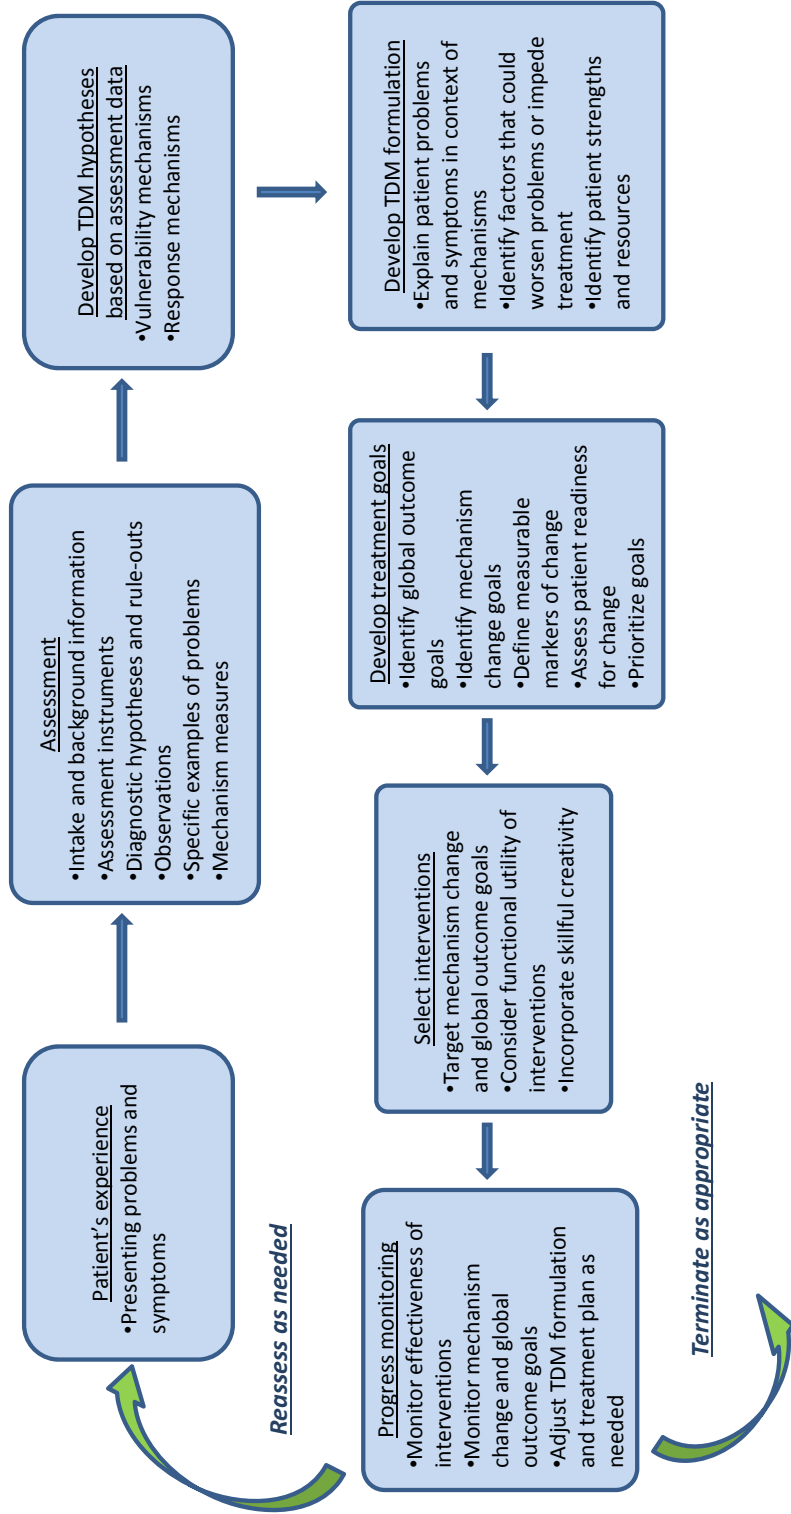 Patient's experience
•Presenting problems and
symptoms
Assessment
•Intake and background information
•Assessment instruments
•Diagnostic hypotheses and rule-outs
•Observations
•Specific examples of problems
•Mechanism measures
Develop TDM hypotheses
based on assessment data
•Vulnerability mechanisms
•Response mechanisms
Develop TDM formulation
•Explain patient problems
and symptoms in context of
mechanisms
•Identify factors that could
worsen problems or impede
treatment
•Identify patient strengths
and resources
Develop treatment goals
•Identify global outcome
goals
•Identify mechanism
change goals
•Define measurable
markers of change
•Assess patient readiness
for change
•Prioritize goals
Select interventions
•Target mechanism change
and global outcome goals
•Consider functional utility of
interventions
•Incorporate skillful creativity
Progress monitoring
•Monitor effectiveness of
interventions
•Monitor mechanism
change and global
outcome goals
•Adjust TDM formulation
and treatment plan as
needed
Reassess as needed
Terminate as appropriate